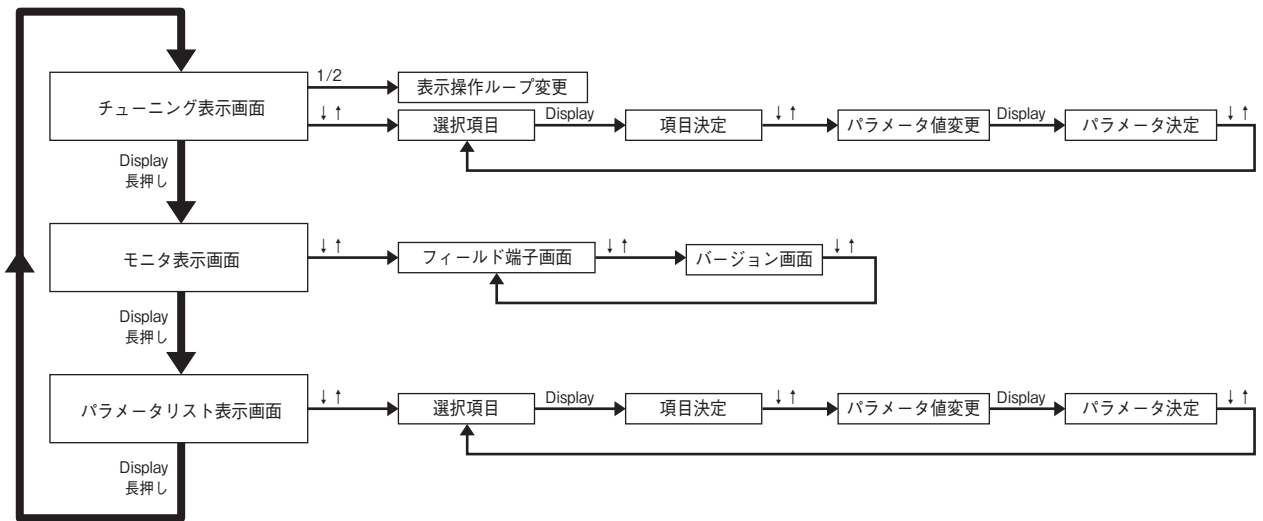 チューニング表示画面
1/2
表示操作ループ変更
↓ ↑
選択項目
Display
項目決定
↓ ↑
パラメータ値変更
Display
パラメータ決定
↓ ↑
Display
長押し
モニタ表示画面
↓ ↑
フィールド端子画面
↓ ↑
バージョン画面
↓ ↑
Display
長押し
パラメータリスト表示画面
↓ ↑
選択項目
Display
項目決定
↓ ↑
パラメータ値変更
Display
パラメータ決定
↓ ↑
Display
長押し